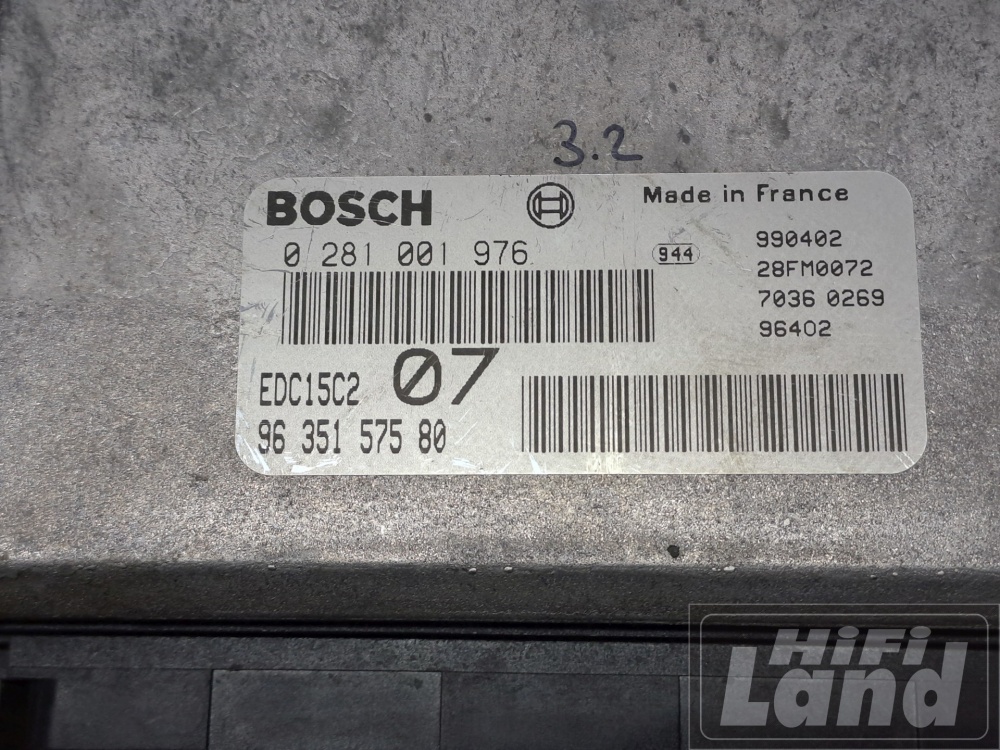 3.2
BOSCH
Made in France
0 281 001 976
944
990402
28FM0072
7036 0269
96402
EDC15C2
07
96 351 575 80
HiFi
Land